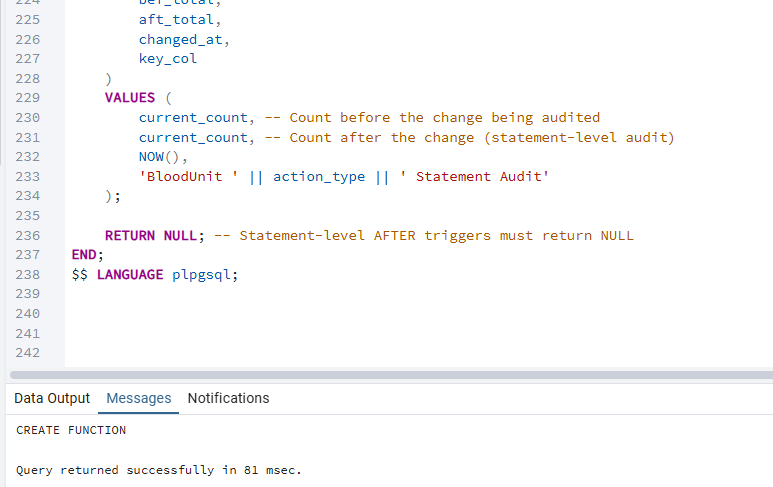 224 bef_total,
225 aft_total,
226 changed_at,
227 key_col
228 )
229 VALUES (
230 current_count, -- Count before the change being audited
231 current_count, -- Count after the change (statement-level audit)
232 NOW(),
233 'BloodUnit ' || action_type || ' Statement Audit'
234 );
235
236 RETURN NULL; -- Statement-level AFTER triggers must return NULL
237 END;
238 $$ LANGUAGE plpgsql;
239
240
241
242
Data Output Messages Notifications
CREATE FUNCTION
Query returned successfully in 81 msec.